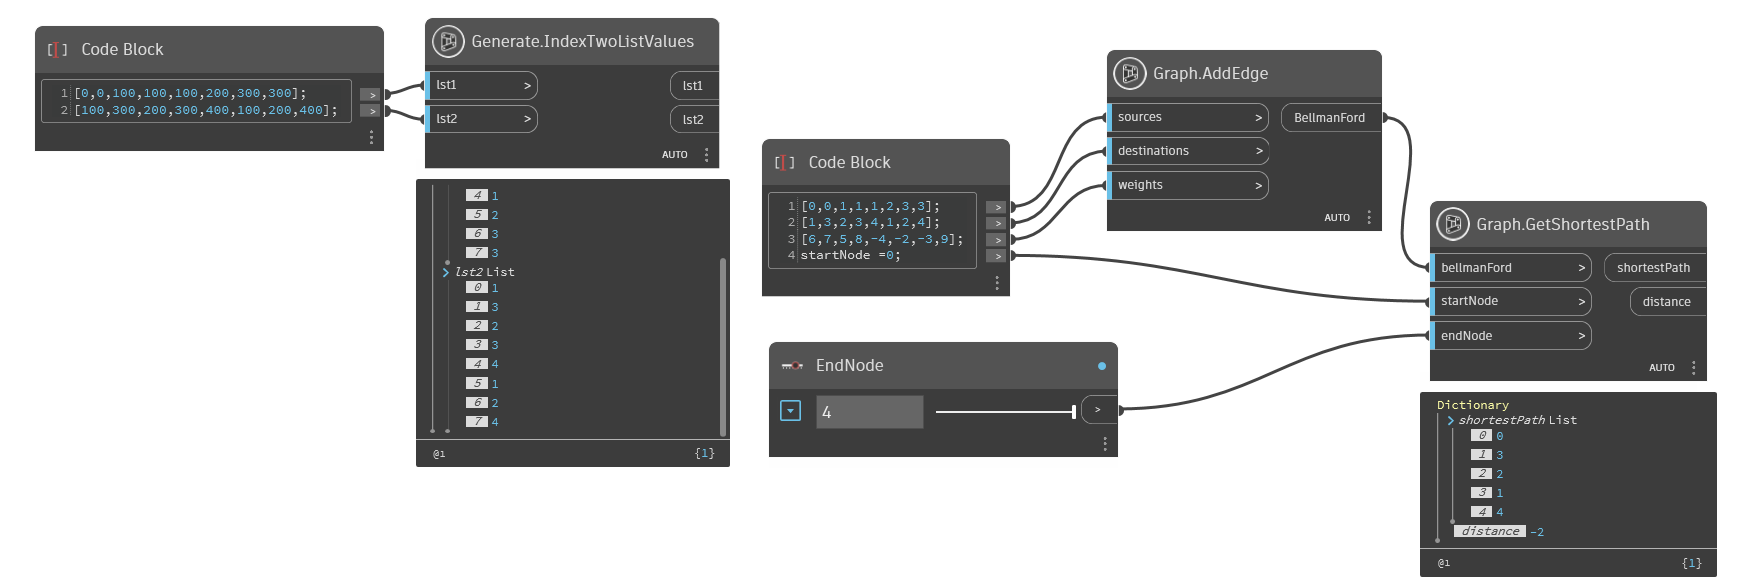 Code Block
1 [0,0,100,100,100,200,300,300]; >
2 [100,300,200,300,400,100,200,400]; >
Generate.IndexTwoListValues
lst1 > lst1
lst2 > lst2
AUTO
4 1
5 2
6 3
7 3
> lst2 List
0 1
1 3
2 2
3 3
4 4
5 1
6 2
7 4
@1 {1}
Code Block
1 [0,0,1,1,1,2,3,3]; >
2 [1,3,2,3,4,1,2,4]; >
3 [6,7,5,8,-4,-2,-3,9]; >
4 startNode =0; >
EndNode
4 >
Graph.AddEdge
sources > BellmanFord
destinations >
weights >
AUTO
Graph.GetShortestPath
bellmanFord > shortestPath
startNode > distance
endNode >
AUTO
Dictionary
> shortestPath List
0 0
1 3
2 2
3 1
4 4
distance -2
@1 {1}